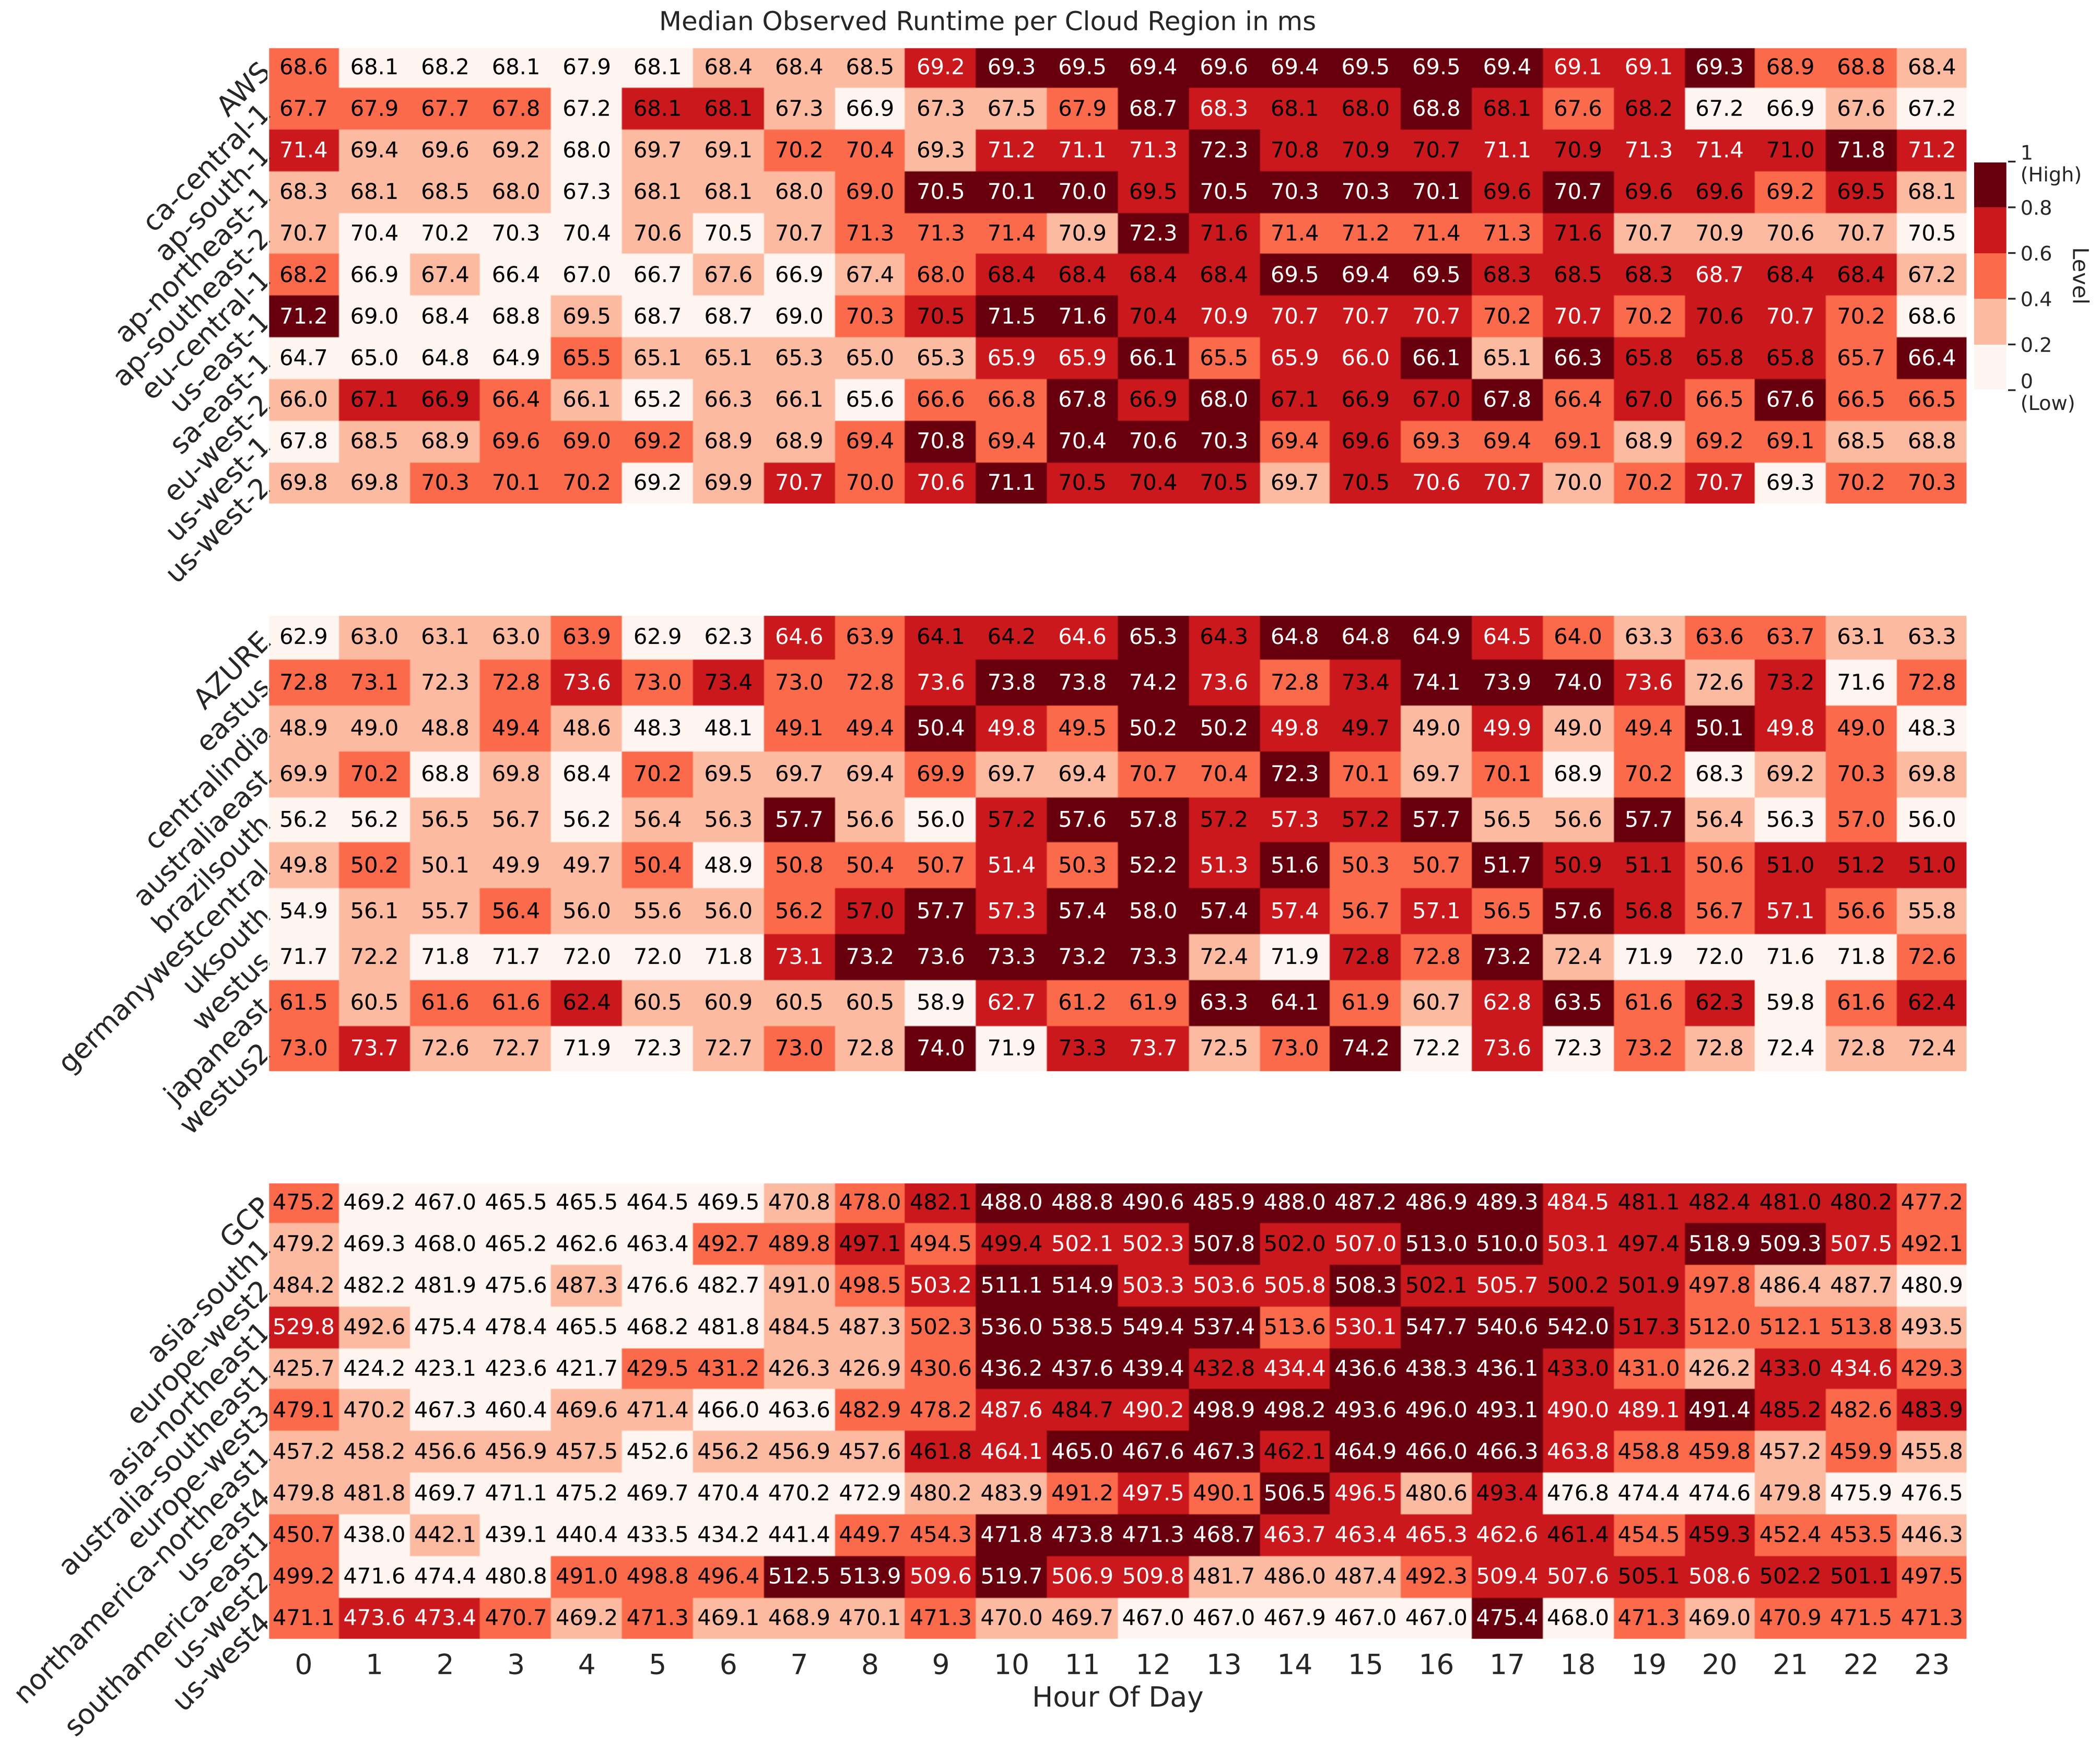 Median Observed Runtime per Cloud Region in ms
AWS 68.6 68.1 68.2 68.1 67.9 68.1 68.4 68.4 68.5 69.2 69.3 69.5 69.4 69.6 69.4 69.5 69.5 69.4 69.1 69.1 69.3 68.9 68.8 68.4
ca-central-1 67.7 67.9 67.7 67.8 67.2 68.1 68.1 67.3 66.9 67.3 67.5 67.9 68.7 68.3 68.1 68.0 68.8 68.1 67.6 68.2 67.2 66.9 67.6 67.2
ap-south-1 71.4 69.4 69.6 69.2 68.0 69.7 69.1 70.2 70.4 69.3 71.2 71.1 71.3 72.3 70.8 70.9 70.7 71.1 70.9 71.3 71.4 71.0 71.8 71.2
ap-northeast-1 68.3 68.1 68.5 68.0 67.3 68.1 68.1 68.0 69.0 70.5 70.1 70.0 69.5 70.5 70.3 70.3 70.1 69.6 70.7 69.6 69.6 69.2 69.5 68.1
ap-southeast-2 70.7 70.4 70.2 70.3 70.4 70.6 70.5 70.7 71.3 71.3 71.4 70.9 72.3 71.6 71.4 71.2 71.4 71.3 71.6 70.7 70.9 70.6 70.7 70.5
eu-central-1 68.2 66.9 67.4 66.4 67.0 66.7 67.6 66.9 67.4 68.0 68.4 68.4 68.4 68.4 69.5 69.4 69.5 68.3 68.5 68.3 68.7 68.4 68.4 67.2
us-east-1 71.2 69.0 68.4 68.8 69.5 68.7 68.7 69.0 70.3 70.5 71.5 71.6 70.4 70.9 70.7 70.7 70.7 70.2 70.7 70.2 70.6 70.7 70.2 68.6
sa-east-1 64.7 65.0 64.8 64.9 65.5 65.1 65.1 65.3 65.0 65.3 65.9 65.9 66.1 65.5 65.9 66.0 66.1 65.1 66.3 65.8 65.8 65.8 65.7 66.4
eu-west-2 66.0 67.1 66.9 66.4 66.1 65.2 66.3 66.1 65.6 66.6 66.8 67.8 66.9 68.0 67.1 66.9 67.0 67.8 66.4 67.0 66.5 67.6 66.5 66.5
us-west-1 67.8 68.5 68.9 69.6 69.0 69.2 68.9 68.9 69.4 70.8 69.4 70.4 70.6 70.3 69.4 69.6 69.3 69.4 69.1 68.9 69.2 69.1 68.5 68.8
us-west-2 69.8 69.8 70.3 70.1 70.2 69.2 69.9 70.7 70.0 70.6 71.1 70.5 70.4 70.5 69.7 70.5 70.6 70.7 70.0 70.2 70.7 69.3 70.2 70.3
1
(High)
0.8
0.6
0.4
0.2
0
(Low)
Level
AZURE 62.9 63.0 63.1 63.0 63.9 62.9 62.3 64.6 63.9 64.1 64.2 64.6 65.3 64.3 64.8 64.8 64.9 64.5 64.0 63.3 63.6 63.7 63.1 63.3
eastus 72.8 73.1 72.3 72.8 73.6 73.0 73.4 73.0 72.8 73.6 73.8 73.8 74.2 73.6 72.8 73.4 74.1 73.9 74.0 73.6 72.6 73.2 71.6 72.8
centralindia 48.9 49.0 48.8 49.4 48.6 48.3 48.1 49.1 49.4 50.4 49.8 49.5 50.2 50.2 49.8 49.7 49.0 49.9 49.0 49.4 50.1 49.8 49.0 48.3
australiaeast 69.9 70.2 68.8 69.8 68.4 70.2 69.5 69.7 69.4 69.9 69.7 69.4 70.7 70.4 72.3 70.1 69.7 70.1 68.9 70.2 68.3 69.2 70.3 69.8
brazilsouth 56.2 56.2 56.5 56.7 56.2 56.4 56.3 57.7 56.6 56.0 57.2 57.6 57.8 57.2 57.3 57.2 57.7 56.5 56.6 57.7 56.4 56.3 57.0 56.0
germanywestcentral 49.8 50.2 50.1 49.9 49.7 50.4 48.9 50.8 50.4 50.7 51.4 50.3 52.2 51.3 51.6 50.3 50.7 51.7 50.9 51.1 50.6 51.0 51.2 51.0
uksouth 54.9 56.1 55.7 56.4 56.0 55.6 56.0 56.2 57.0 57.7 57.3 57.4 58.0 57.4 57.4 56.7 57.1 56.5 57.6 56.8 56.7 57.1 56.6 55.8
westus 71.7 72.2 71.8 71.7 72.0 72.0 71.8 73.1 73.2 73.6 73.3 73.2 73.3 72.4 71.9 72.8 72.8 73.2 72.4 71.9 72.0 71.6 71.8 72.6
japaneast 61.5 60.5 61.6 61.6 62.4 60.5 60.9 60.5 60.5 58.9 62.7 61.2 61.9 63.3 64.1 61.9 60.7 62.8 63.5 61.6 62.3 59.8 61.6 62.4
westus2 73.0 73.7 72.6 72.7 71.9 72.3 72.7 73.0 72.8 74.0 71.9 73.3 73.7 72.5 73.0 74.2 72.2 73.6 72.3 73.2 72.8 72.4 72.8 72.4
GCP 475.2 469.2 467.0 465.5 465.5 464.5 469.5 470.8 478.0 482.1 488.0 488.8 490.6 485.9 488.0 487.2 486.9 489.3 484.5 481.1 482.4 481.0 480.2 477.2
asia-south1 479.2 469.3 468.0 465.2 462.6 463.4 492.7 489.8 497.1 494.5 499.4 502.1 502.3 507.8 502.0 507.0 513.0 510.0 503.1 497.4 518.9 509.3 507.5 492.1
europe-west2 484.2 482.2 481.9 475.6 487.3 476.6 482.7 491.0 498.5 503.2 511.1 514.9 503.3 503.6 505.8 508.3 502.1 505.7 500.2 501.9 497.8 486.4 487.7 480.9
asia-northeast1 529.8 492.6 475.4 478.4 465.5 468.2 481.8 484.5 487.3 502.3 536.0 538.5 549.4 537.4 513.6 530.1 547.7 540.6 542.0 517.3 512.0 512.1 513.8 493.5
australia-southeast1 425.7 424.2 423.1 423.6 421.7 429.5 431.2 426.3 426.9 430.6 436.2 437.6 439.4 432.8 434.4 436.6 438.3 436.1 433.0 431.0 426.2 433.0 434.6 429.3
europe-west3 479.1 470.2 467.3 460.4 469.6 471.4 466.0 463.6 482.9 478.2 487.6 484.7 490.2 498.9 498.2 493.6 496.0 493.1 490.0 489.1 491.4 485.2 482.6 483.9
northamerica-northeast1 457.2 458.2 456.6 456.9 457.5 452.6 456.2 456.9 457.6 461.8 464.1 465.0 467.6 467.3 462.1 464.9 466.0 466.3 463.8 458.8 459.8 457.2 459.9 455.8
us-east4 479.8 481.8 469.7 471.1 475.2 469.7 470.4 470.2 472.9 480.2 483.9 491.2 497.5 490.1 506.5 496.5 480.6 493.4 476.8 474.4 474.6 479.8 475.9 476.5
southamerica-east1 450.7 438.0 442.1 439.1 440.4 433.5 434.2 441.4 449.7 454.3 471.8 473.8 471.3 468.7 463.7 463.4 465.3 462.6 461.4 454.5 459.3 452.4 453.5 446.3
us-west2 499.2 471.6 474.4 480.8 491.0 498.8 496.4 512.5 513.9 509.6 519.7 506.9 509.8 481.7 486.0 487.4 492.3 509.4 507.6 505.1 508.6 502.2 501.1 497.5
us-west4 471.1 473.6 473.4 470.7 469.2 471.3 469.1 468.9 470.1 471.3 470.0 469.7 467.0 467.0 467.9 467.0 467.0 475.4 468.0 471.3 469.0 470.9 471.5 471.3
0 1 2 3 4 5 6 7 8 9 10 11 12 13 14 15 16 17 18 19 20 21 22 23
Hour Of Day